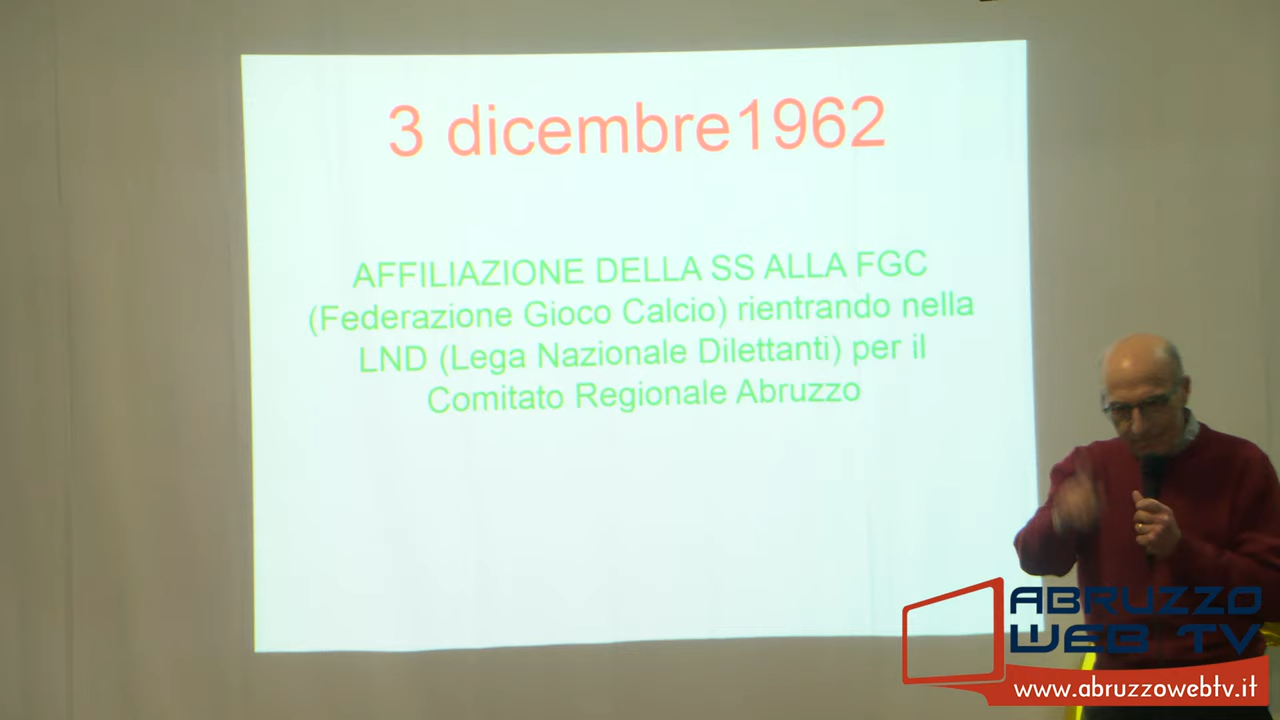 3 dicembre1962
AFFILIAZIONE DELLA SS ALLA FGC
(Federazione Gioco Calcio) rientrando nella
LND (Lega Nazionale Dilettanti) per il
Comitato Regionale Abruzzo
ABRUZZO
WEB TV
www.abruzzowebtv.it